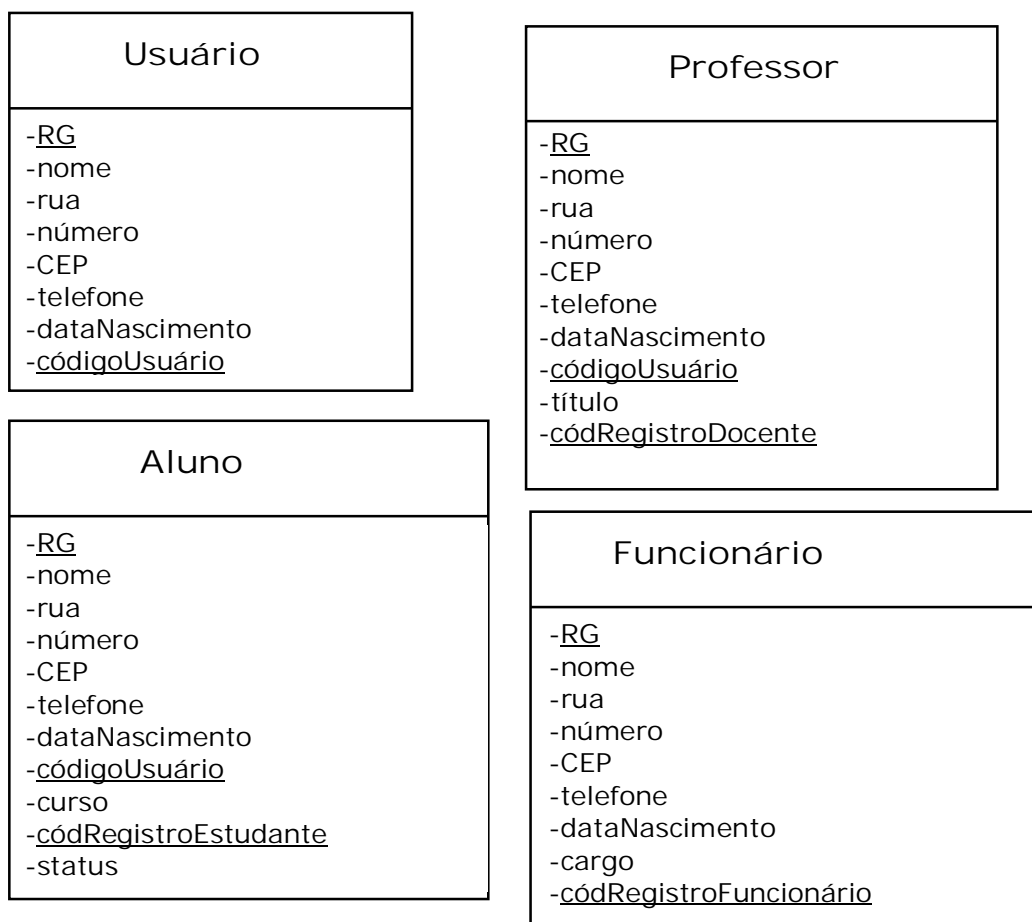 Usuário
-RG
-nome
-rua
-número
-CEP
-telefone
-dataNascimento
-códigoUsuário
Professor
-RG
-nome
-rua
-número
-CEP
-telefone
-dataNascimento
-códigoUsuário
-título
-códRegistroDocente
Aluno
-RG
-nome
-rua
-número
-CEP
-telefone
-dataNascimento
-códigoUsuário
-curso
-códRegistroEstudante
-status
Funcionário
-RG
-nome
-rua
-número
-CEP
-telefone
-dataNascimento
-cargo
-códRegistroFuncionário